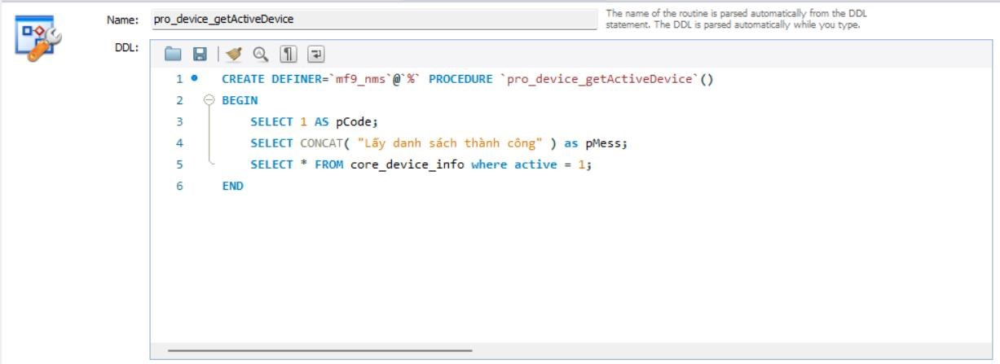 Name: pro_device_getActiveDevice
The name of the routine is parsed automatically from the DDL
statement. The DDL is parsed automatically while you type.
DDL:
1 CREATE DEFINER=`mf9_nms`@`%` PROCEDURE `pro_device_getActiveDevice`()
2 BEGIN
3 SELECT 1 AS pCode;
4 SELECT CONCAT( "Lấy danh sách thành công" ) as pMess;
5 SELECT * FROM core_device_info where active = 1;
6 END